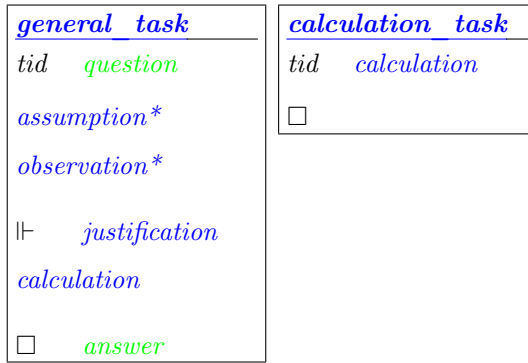 general_task
tid question
assumption*
observation*
⊩ justification
calculation
□ answer
calculation_task
tid calculation
□